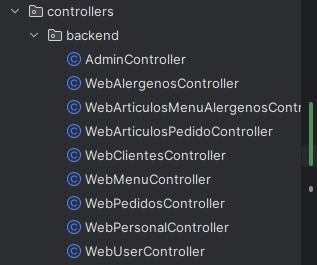 controllers
backend
AdminController
WebAlergenosController
WebArticulosMenuAlergenosContr
WebArticulosPedidoController
WebClientesController
WebMenuController
WebPedidosController
WebPersonalController
WebUserController